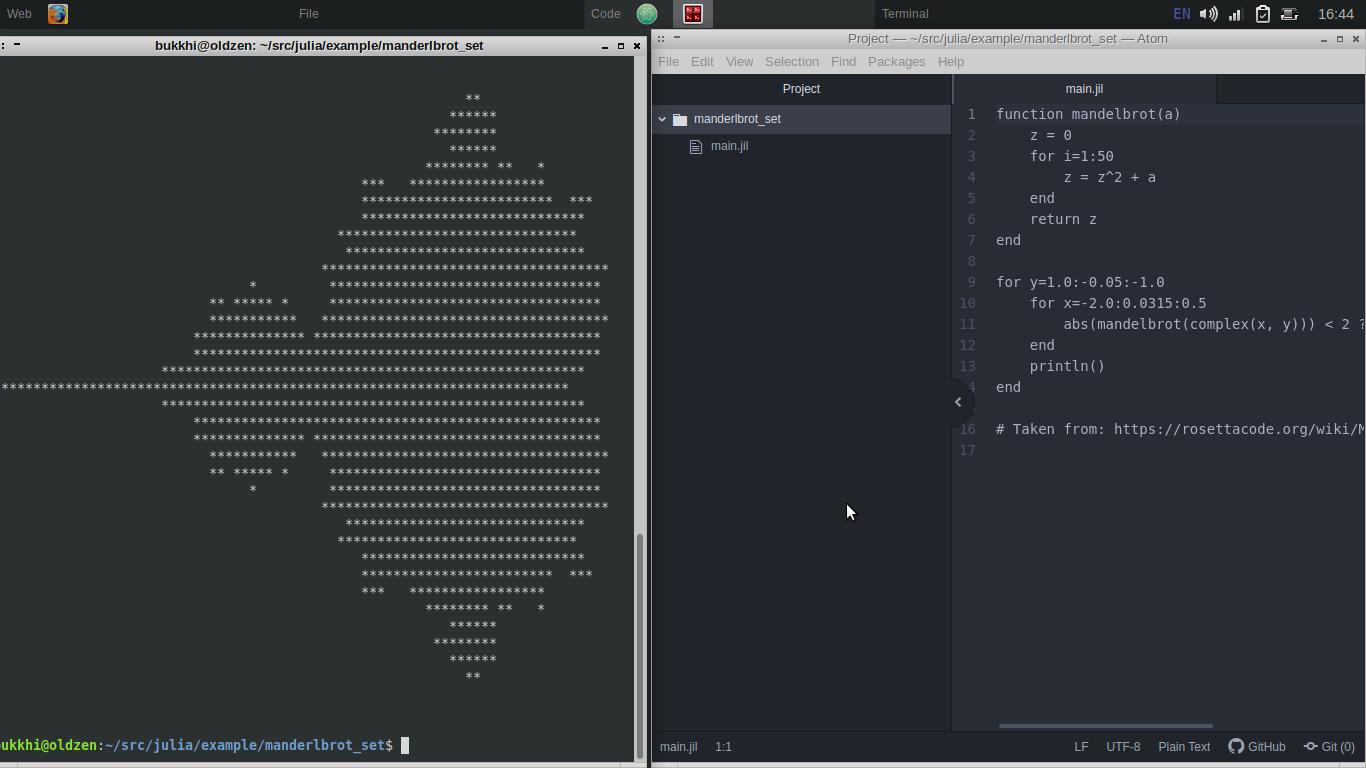 Web File Code Terminal EN 16:44
bukkhi@oldzen: ~/src/julia/example/manderlbrot_set
**
******
********
******
******** ** *
*** *****************
************************ ***
****************************
******************************
******************************
************************************
* **********************************
** ***** * **********************************
*********** ************************************
************** ************************************
***************************************************
*****************************************************
***********************************************************************
*****************************************************
***************************************************
************** ************************************
*********** ************************************
** ***** * **********************************
* **********************************
************************************
******************************
******************************
****************************
************************ ***
*** *****************
******** ** *
******
********
******
**
ukkhi@oldzen:~/src/julia/example/manderlbrot_set$
Project — ~/src/julia/example/manderlbrot_set — Atom
File Edit View Selection Find Packages Help
Project
manderlbrot_set
main.jil
main.jil
1 function mandelbrot(a)
2     z = 0
3     for i=1:50
4         z = z^2 + a
5     end
6     return z
7 end
8
9 for y=1.0:-0.05:-1.0
10     for x=-2.0:0.0315:0.5
11         abs(mandelbrot(complex(x, y))) < 2 ?
12     end
13     println()
4 end
16 # Taken from: https://rosettacode.org/wiki/M
17
main.jil 1:1 LF UTF-8 Plain Text GitHub Git (0)